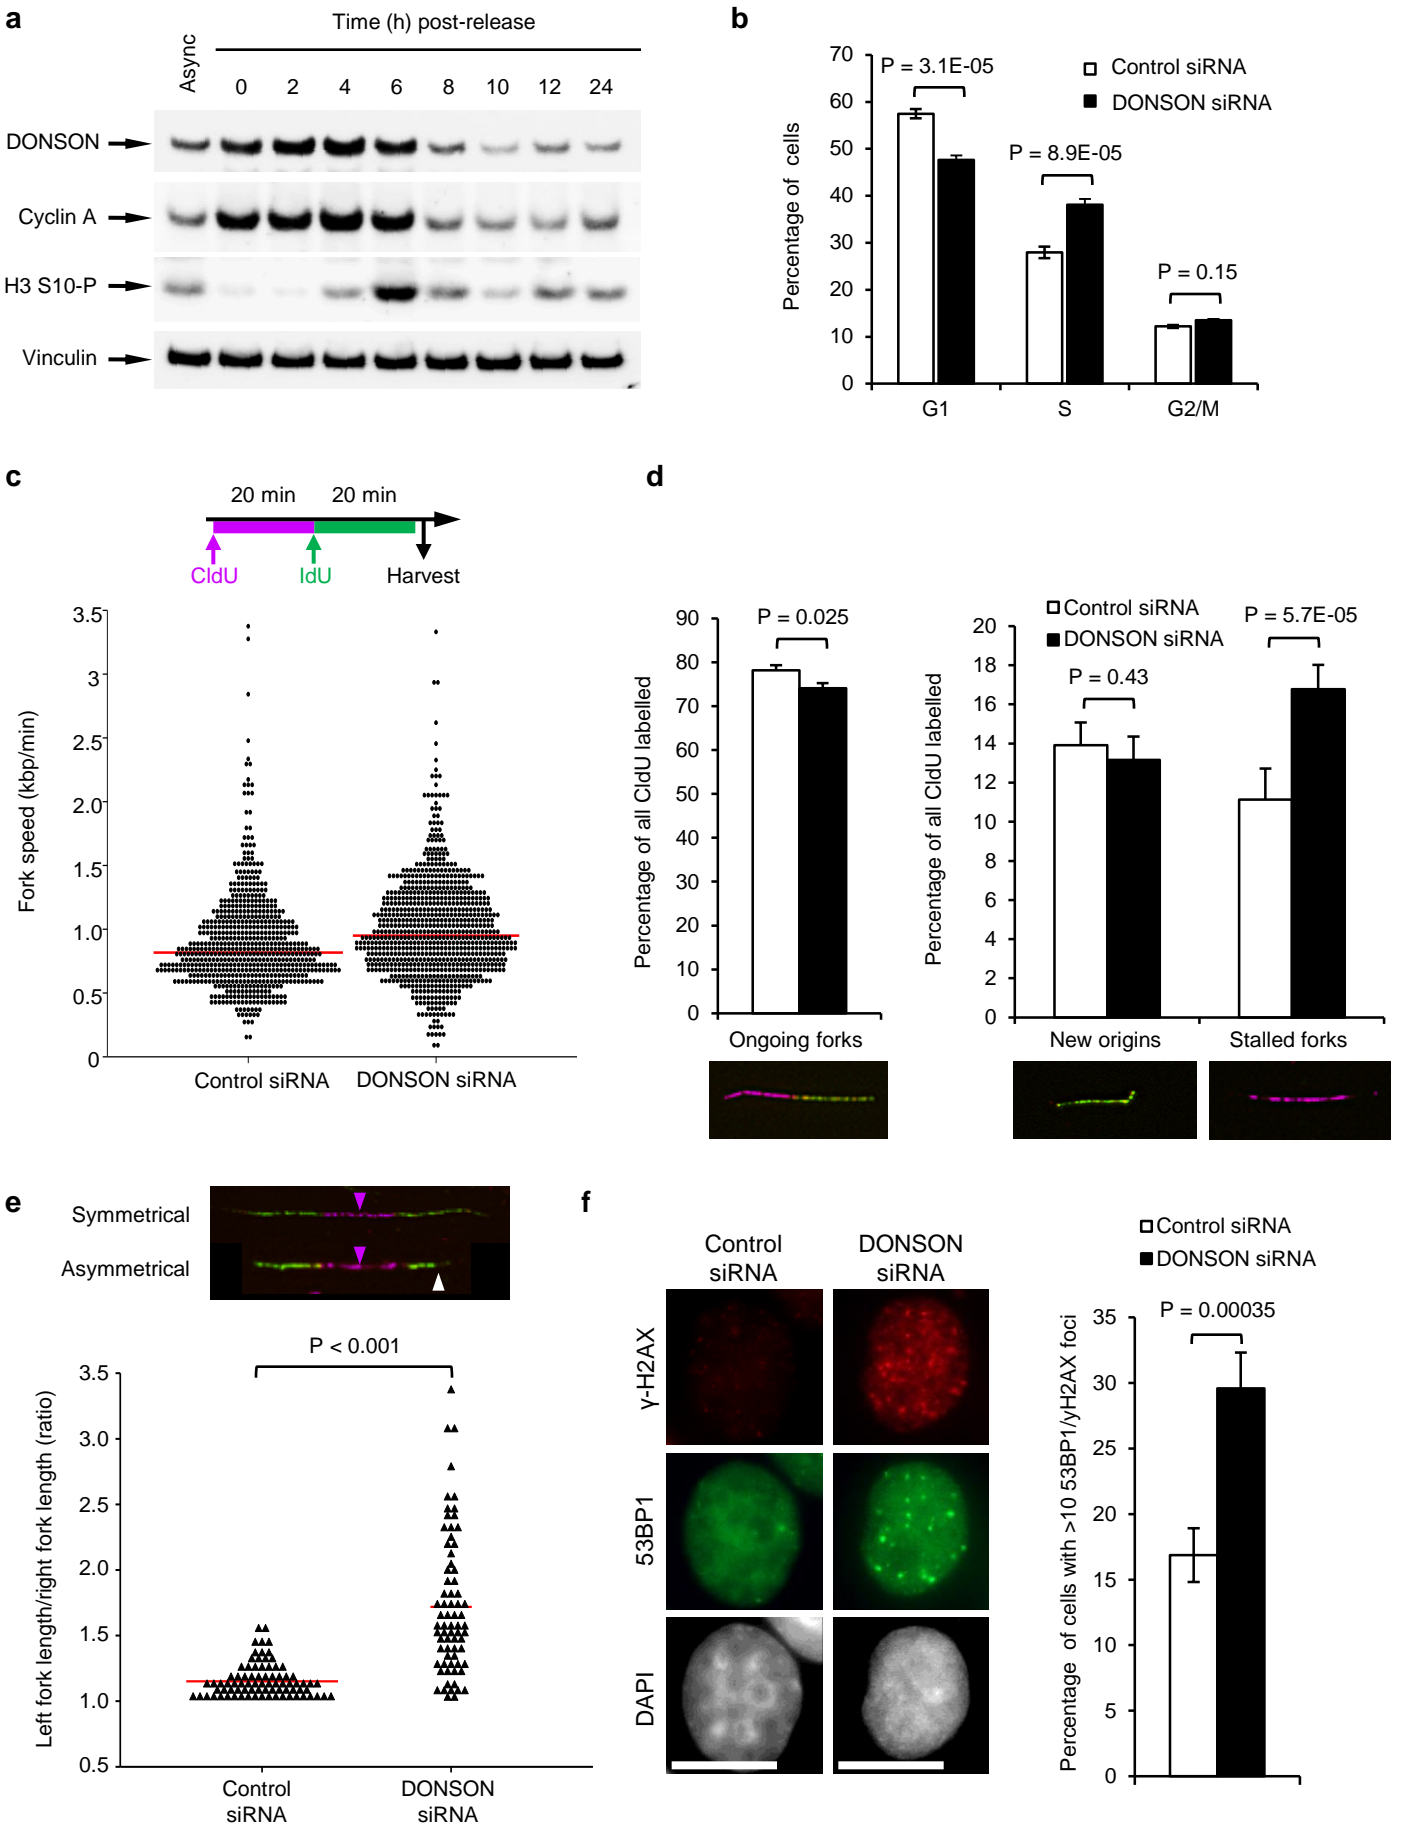 a
Time (h) post-release
Async
0 2 4 6 8 10 12 24
DONSON
Cyclin A
H3 S10-P
Vinculin
b
Percentage of cells
70
60
50
40
30
20
10
0
P = 3.1E-05
P = 8.9E-05
P = 0.15
Control siRNA
DONSON siRNA
G1 S G2/M
c
20 min 20 min
CldU IdU Harvest
Fork speed (kbp/min)
3.5
3
2.5
2.0
1.5
1.0
0.5
0
Control siRNA DONSON siRNA
d
Percentage of all CldU labelled
90
80
70
60
50
40
30
20
10
0
P = 0.025
Ongoing forks
Percentage of all CldU labelled
20
18
16
14
12
10
8
6
4
2
0
Control siRNA
DONSON siRNA
P = 0.43
P = 5.7E-05
New origins Stalled forks
e
Symmetrical
Asymmetrical
P < 0.001
Left fork length/right fork length (ratio)
3.5
3.0
2.5
2.0
1.5
1.0
0.5
Control
siRNA
DONSON
siRNA
f
Control
siRNA
DONSON
siRNA
γ-H2AX
53BP1
DAPI
Control siRNA
DONSON siRNA
P = 0.00035
Percentage of cells with >10 53BP1/yH2AX foci
35
30
25
20
15
10
5
0